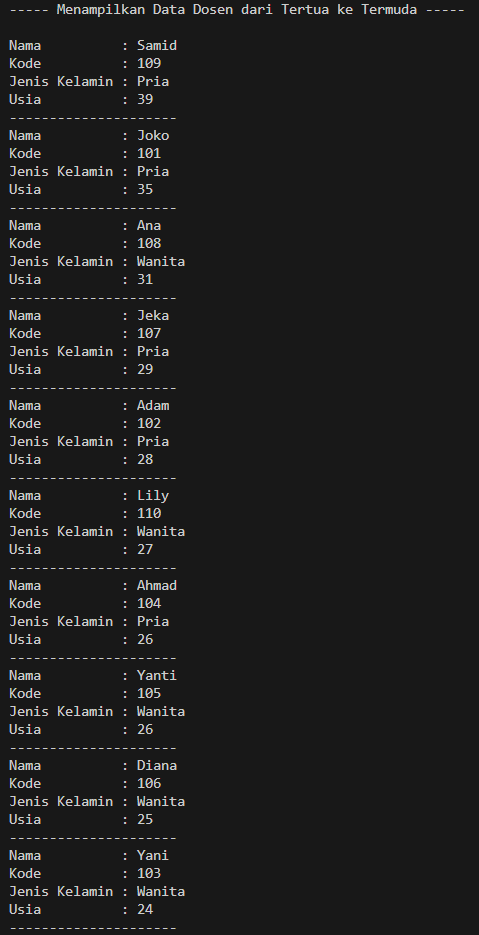 ----- Menampilkan Data Dosen dari Tertua ke Termuda -----
Nama          : Samid
Kode          : 109
Jenis Kelamin : Pria
Usia          : 39
---------------------
Nama          : Joko
Kode          : 101
Jenis Kelamin : Pria
Usia          : 35
---------------------
Nama          : Ana
Kode          : 108
Jenis Kelamin : Wanita
Usia          : 31
---------------------
Nama          : Jeka
Kode          : 107
Jenis Kelamin : Pria
Usia          : 29
---------------------
Nama          : Adam
Kode          : 102
Jenis Kelamin : Pria
Usia          : 28
---------------------
Nama          : Lily
Kode          : 110
Jenis Kelamin : Wanita
Usia          : 27
---------------------
Nama          : Ahmad
Kode          : 104
Jenis Kelamin : Pria
Usia          : 26
---------------------
Nama          : Yanti
Kode          : 105
Jenis Kelamin : Wanita
Usia          : 26
---------------------
Nama          : Diana
Kode          : 106
Jenis Kelamin : Wanita
Usia          : 25
---------------------
Nama          : Yani
Kode          : 103
Jenis Kelamin : Wanita
Usia          : 24
---------------------